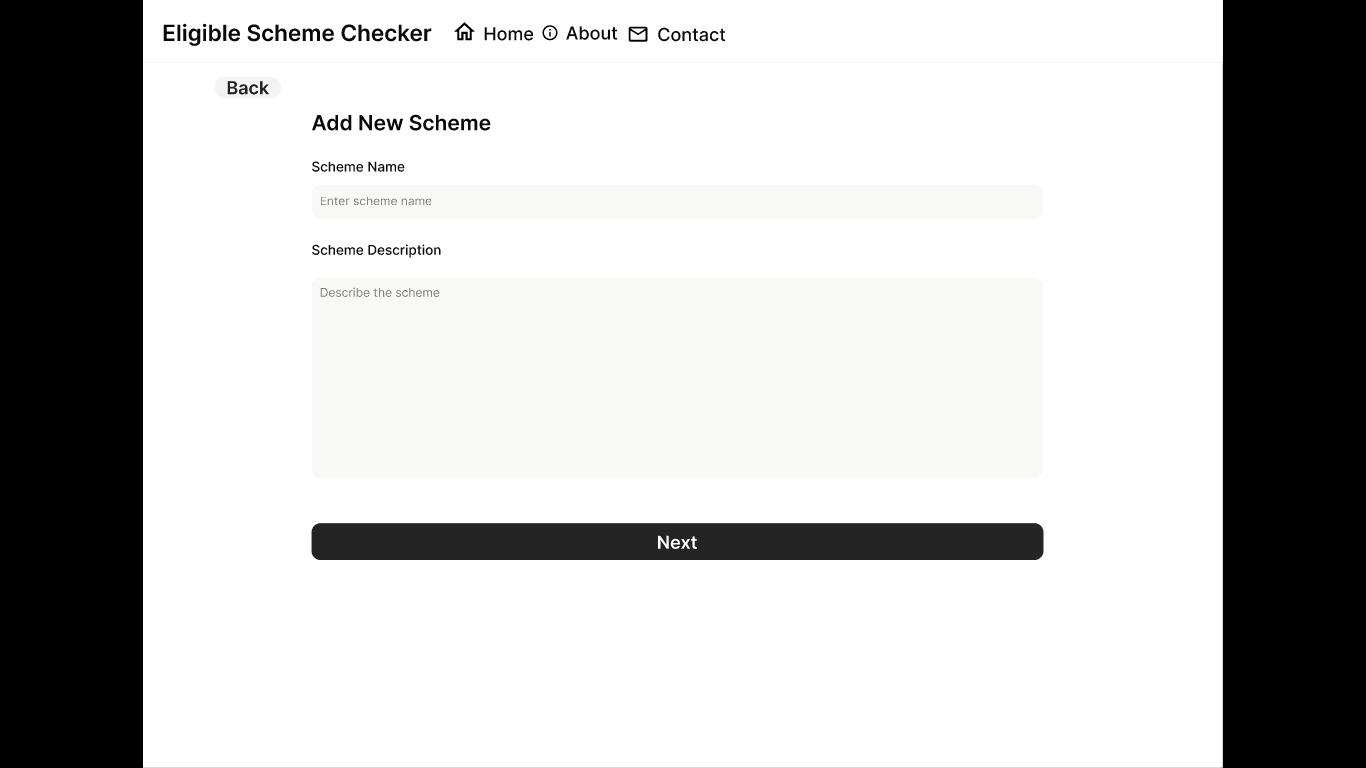 Eligible Scheme Checker Home About Contact
Back
Add New Scheme
Scheme Name
Enter scheme name
Scheme Description
Describe the scheme
Next